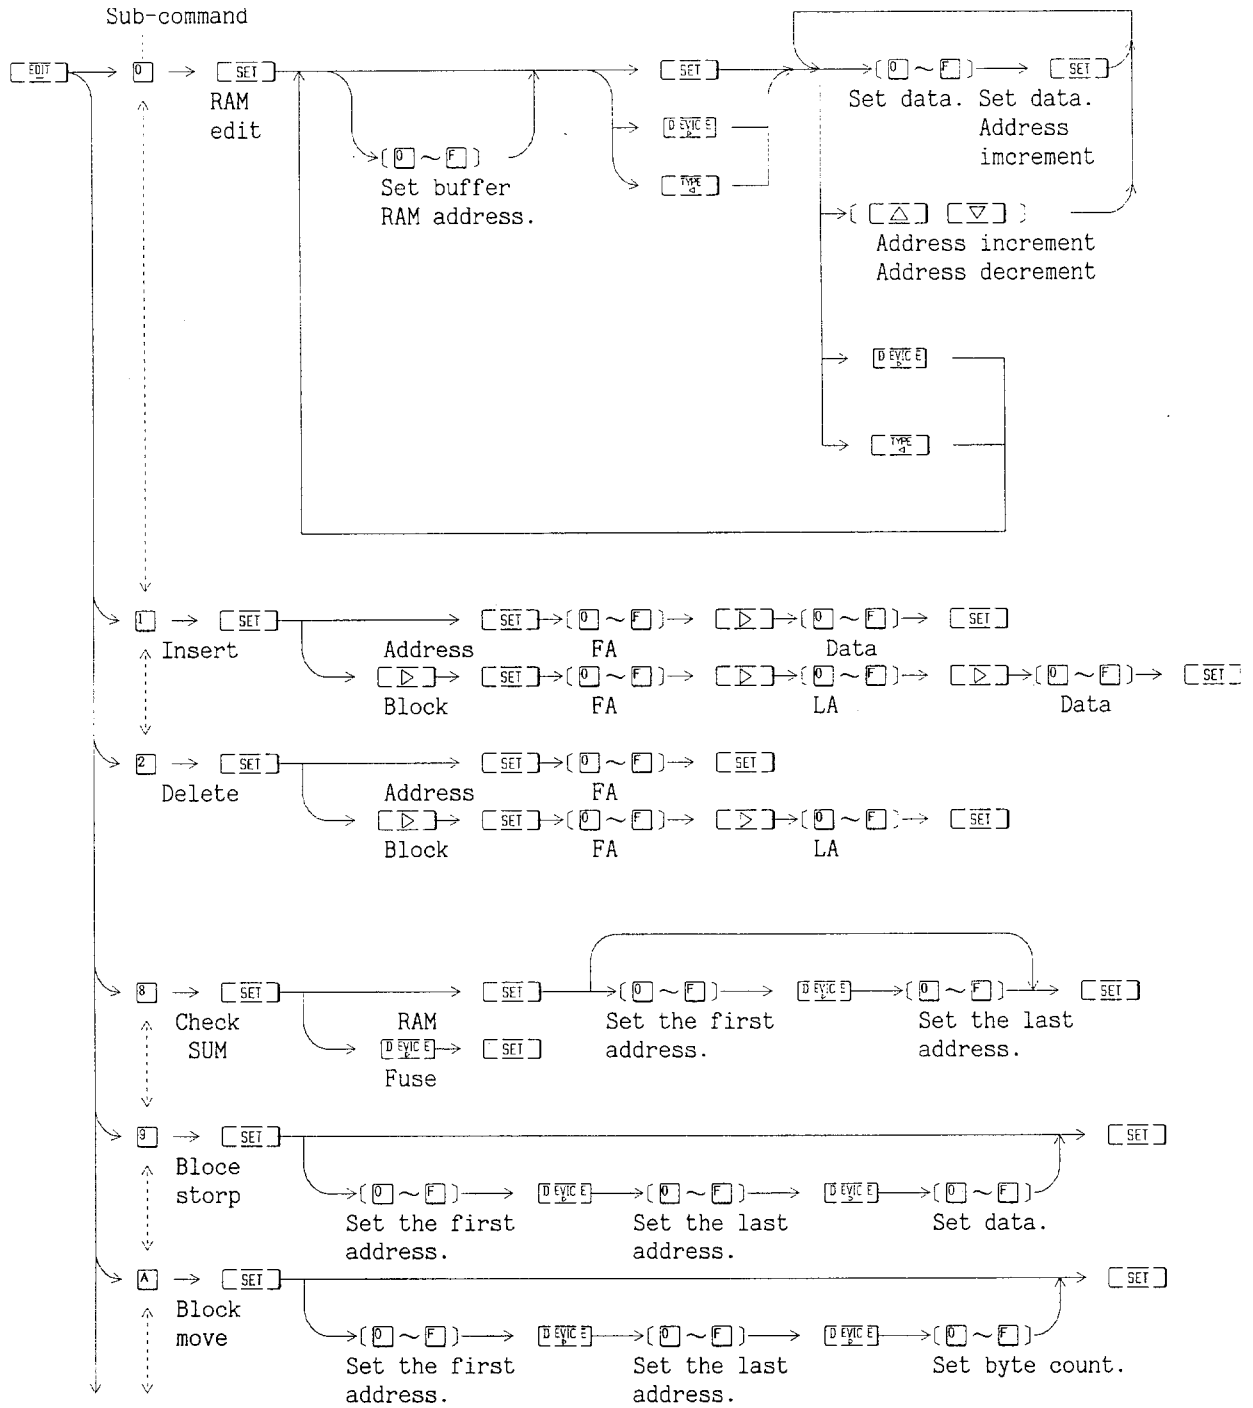 Sub-command
EDIT 0 SET SET ( 0 ~ F ) SET
RAM edit
Set data. Set data. Address imcrement
DEVICE
( 0 ~ F )
TYPE
Set buffer RAM address.
( △ ▽ )
Address increment
Address decrement
DEVICE
TYPE
1 SET SET ( 0 ~ F ) ▷ ( 0 ~ F ) SET
Insert Address FA Data
▷ SET ( 0 ~ F ) ▷ ( 0 ~ F ) ▷ ( 0 ~ F ) SET
Block FA LA Data
2 SET SET ( 0 ~ F ) SET
Delete Address FA
▷ SET ( 0 ~ F ) ▷ ( 0 ~ F ) SET
Block FA LA
8 SET SET ( 0 ~ F ) DEVICE ( 0 ~ F ) SET
Check SUM
RAM
Set the first address.
Set the last address.
DEVICE SET
Fuse
9 SET SET
Bloce storp
( 0 ~ F ) DEVICE ( 0 ~ F ) DEVICE ( 0 ~ F )
Set the first address.
Set the last address.
Set data.
A SET SET
Block move
( 0 ~ F ) DEVICE ( 0 ~ F ) DEVICE ( 0 ~ F )
Set the first address.
Set the last address.
Set byte count.